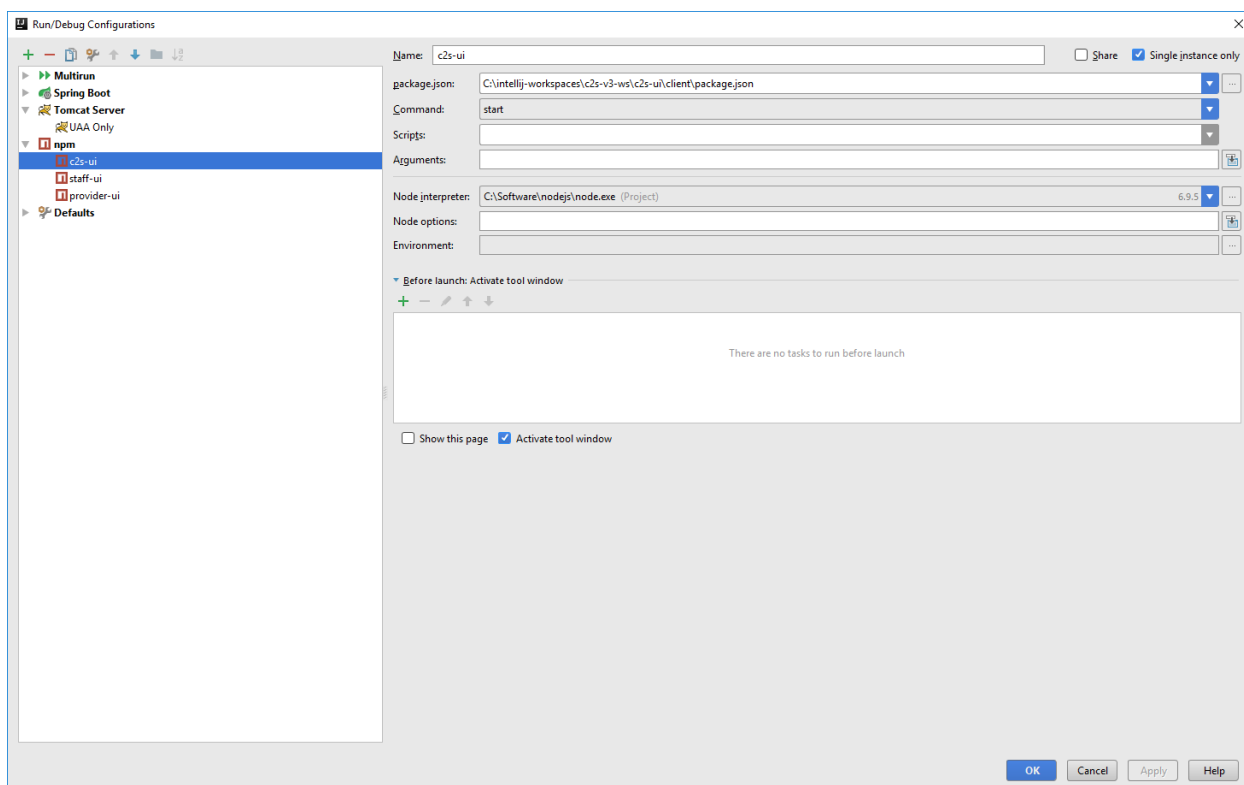 Run/Debug Configurations
Multirun
Spring Boot
Tomcat Server
UAA Only
npm
c2s-ui
staff-ui
provider-ui
Defaults
Name: c2s-ui Share Single instance only
package.json: C:\intellij-workspaces\c2s-v3-ws\c2s-ui\client\package.json ...
Command: start
Scripts:
Arguments:
Node interpreter: C:\Software\nodejs\node.exe (Project) 6.9.5 ...
Node options:
Environment: ...
Before launch: Activate tool window
There are no tasks to run before launch
Show this page Activate tool window
OK Cancel Apply Help